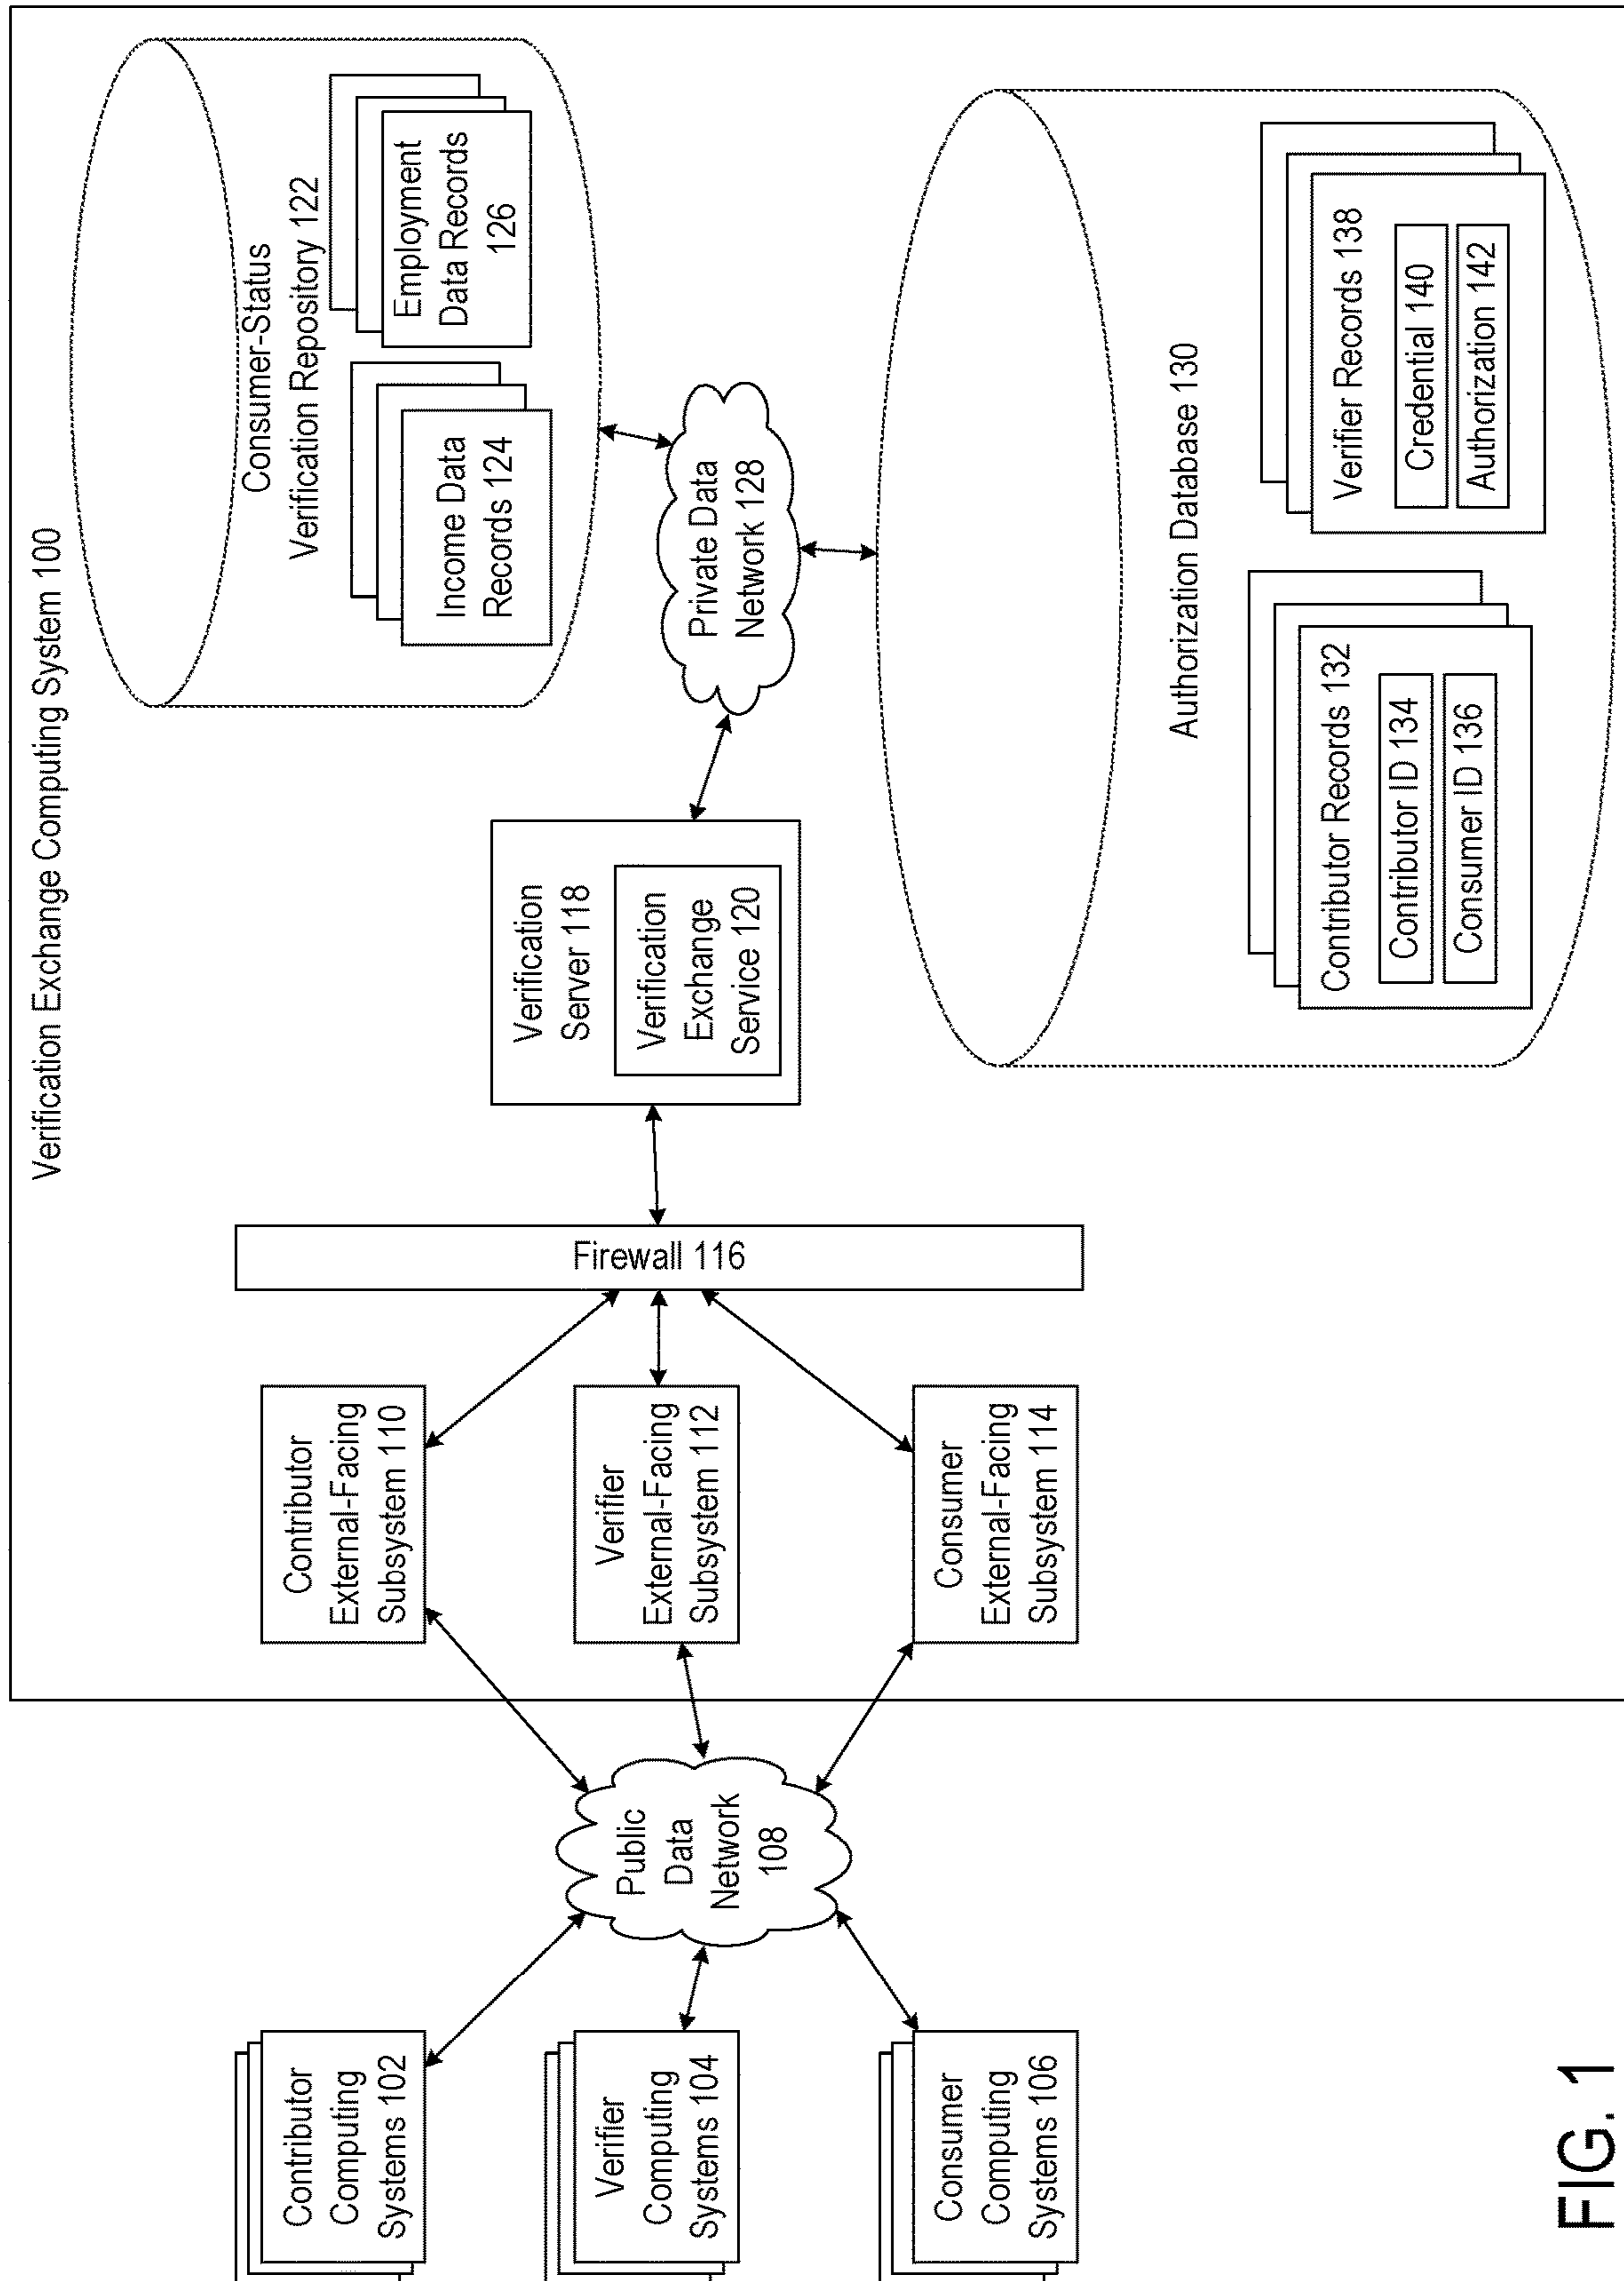 Verification Exchange Computing System 100
Contributor
Computing
Systems 102
Verifier
Computing
Systems 104
Consumer
Computing
Systems 106
Public
Data
Network
108
Contributor
External-Facing
Subsystem 110
Verifier
External-Facing
Subsystem 112
Consumer
External-Facing
Subsystem 114
Firewall 116
Verification
Server 118
Verification
Exchange
Service 120
Consumer-Status
Verification Repository 122
Income Data
Records 124
Employment
Data Records
126
Private Data
Network 128
Authorization Database 130
Contributor Records 132
Contributor ID 134
Consumer ID 136
Verifier Records 138
Credential 140
Authorization 142
FIG. 1